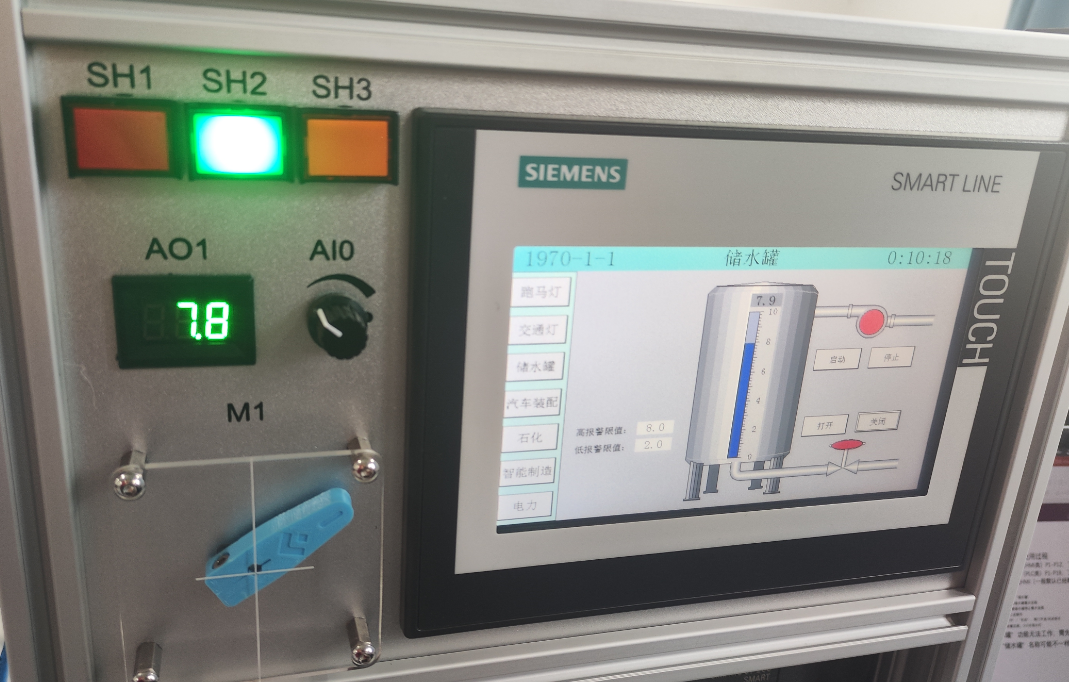 SH1
SH2
SH3
AO1
AI0
7.8
M1
SIEMENS
SMART LINE
TOUCH
1970-1-1
储水罐
0:10:18
跑马灯
交通灯
储水罐
汽车装配
石化
智能制造
电力
7.9
10
8
6
4
2
0
启动
停止
打开
关闭
高报警限值: 8.0
低报警限值: 2.0